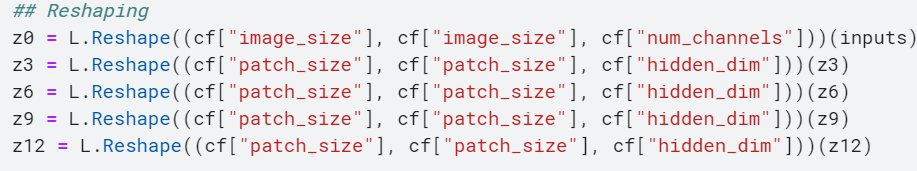 ## Reshaping
z0 = L.Reshape((cf["image_size"], cf["image_size"], cf["num_channels"]))(inputs)
z3 = L.Reshape((cf["patch_size"], cf["patch_size"], cf["hidden_dim"]))(z3)
z6 = L.Reshape((cf["patch_size"], cf["patch_size"], cf["hidden_dim"]))(z6)
z9 = L.Reshape((cf["patch_size"], cf["patch_size"], cf["hidden_dim"]))(z9)
z12 = L.Reshape((cf["patch_size"], cf["patch_size"], cf["hidden_dim"]))(z12)